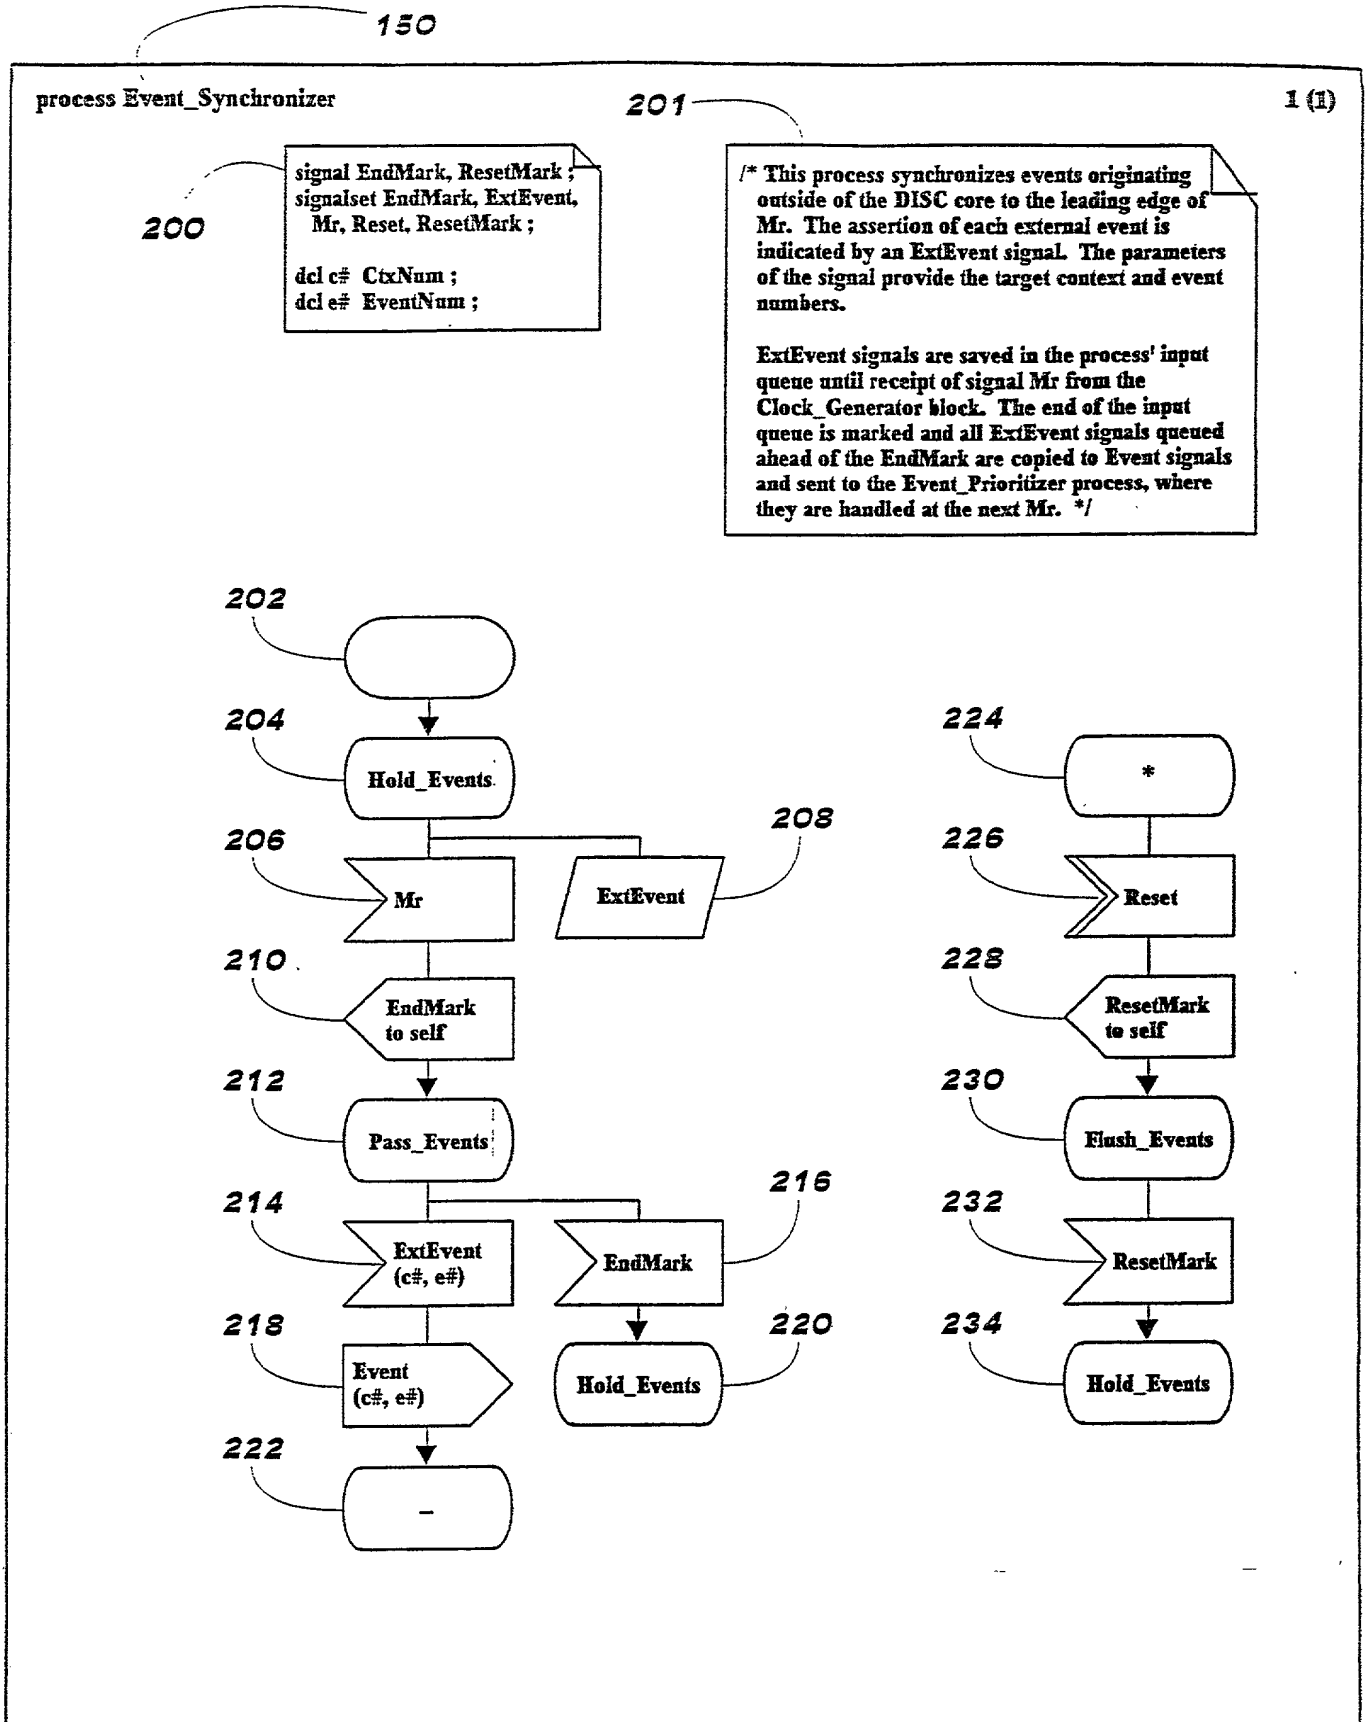 150
process Event_Synchronizer
1 (1)
200
signal EndMark, ResetMark ;
signalset EndMark, ExtEvent,
Mr, Reset, ResetMark ;
dcl c# CtxNum ;
dcl e# EventNum ;
201
/* This process synchronizes events originating
outside of the DISC core to the leading edge of
Mr. The assertion of each external event is
indicated by an ExtEvent signal. The parameters
of the signal provide the target context and event
numbers.
ExtEvent signals are saved in the process' input
queue until receipt of signal Mr from the
Clock_Generator block. The end of the input
queue is marked and all ExtEvent signals queued
ahead of the EndMark are copied to Event signals
and sent to the Event_Prioritizer process, where
they are handled at the next Mr. */
202
204
Hold_Events
206
Mr
208
ExtEvent
210
EndMark
to self
212
Pass_Events
214
ExtEvent
(c#, e#)
216
EndMark
218
Event
(c#, e#)
220
Hold_Events
222
–
224
*
226
Reset
228
ResetMark
to self
230
Flush_Events
232
ResetMark
234
Hold_Events